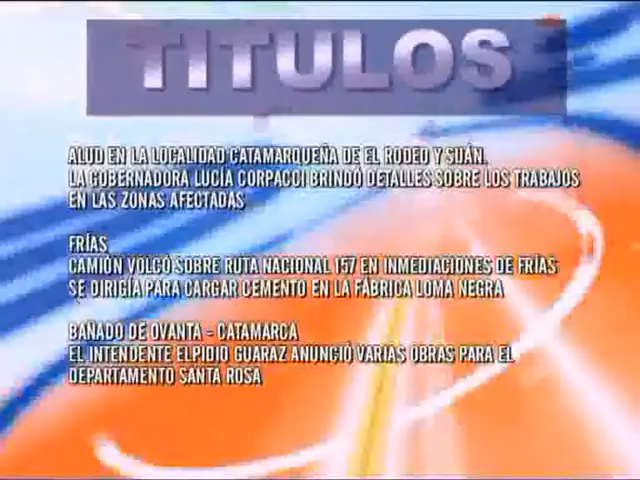 TITULOS
ALUD EN LA LOCALIDAD CATAMARQUEÑA DE EL RODEO Y SIJÁN.
LA GOBERNADORA LUCÍA CORPACCI BRINDÓ DETALLES SOBRE LOS TRABAJOS
EN LAS ZONAS AFECTADAS
FRÍAS
CAMIÓN VOLCÓ SOBRE RUTA NACIONAL 157 EN INMEDIACIONES DE FRÍAS
SE DIRIGÍA PARA CARGAR CEMENTO EN LA FÁBRICA LOMA NEGRA
BAÑADO DE OVANTA - CATAMARCA
EL INTENDENTE ELPIDIO GUARAZ ANUNCIÓ VARIAS OBRAS PARA EL
DEPARTAMENTO SANTA ROSA